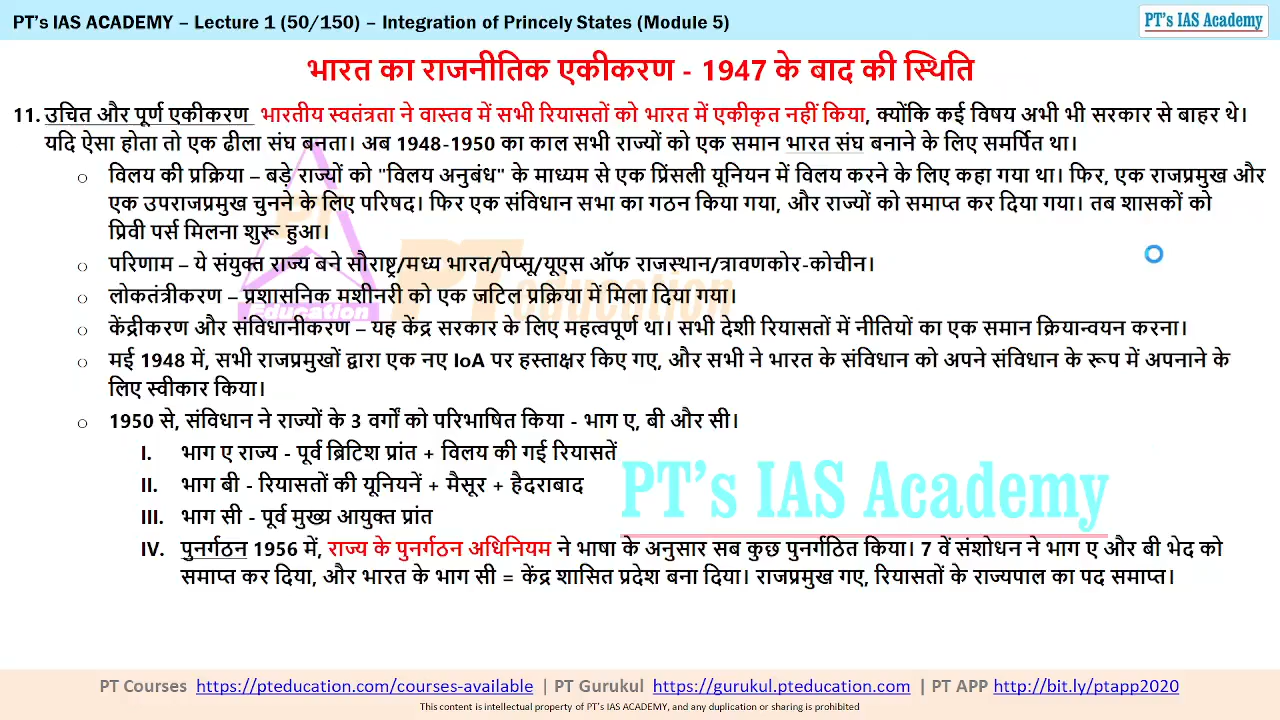 PT's IAS ACADEMY – Lecture 1 (50/150) – Integration of Princely States (Module 5)
PT's IAS Academy
भारत का राजनीतिक एकीकरण - 1947 के बाद की स्थिति
11. उचित और पूर्ण एकीकरण भारतीय स्वतंत्रता ने वास्तव में सभी रियासतों को भारत में एकीकृत नहीं किया, क्योंकि कई विषय अभी भी सरकार से बाहर थे।
यदि ऐसा होता तो एक ढीला संघ बनता। अब 1948-1950 का काल सभी राज्यों को एक समान भारत संघ बनाने के लिए समर्पित था।
o विलय की प्रक्रिया – बड़े राज्यों को "विलय अनुबंध" के माध्यम से एक प्रिंसली यूनियन में विलय करने के लिए कहा गया था। फिर, एक राजप्रमुख और
एक उपराजप्रमुख चुनने के लिए परिषद। फिर एक संविधान सभा का गठन किया गया, और राज्यों को समाप्त कर दिया गया। तब शासकों को
प्रिवी पर्स मिलना शुरू हुआ।
o परिणाम – ये संयुक्त राज्य बने सौराष्ट्र/मध्य भारत/पेप्सू/यूएस ऑफ राजस्थान/त्रावणकोर-कोचीन।
o लोकतंत्रीकरण – प्रशासनिक मशीनरी को एक जटिल प्रक्रिया में मिला दिया गया।
o केंद्रीकरण और संविधानीकरण – यह केंद्र सरकार के लिए महत्वपूर्ण था। सभी देशी रियासतों में नीतियों का एक समान क्रियान्वयन करना।
o मई 1948 में, सभी राजप्रमुखों द्वारा एक नए IoA पर हस्ताक्षर किए गए, और सभी ने भारत के संविधान को अपने संविधान के रूप में अपनाने के
लिए स्वीकार किया।
o 1950 से, संविधान ने राज्यों के 3 वर्गों को परिभाषित किया - भाग ए, बी और सी।
I. भाग ए राज्य - पूर्व ब्रिटिश प्रांत + विलय की गई रियासतें
II. भाग बी - रियासतों की यूनियनें + मैसूर + हैदराबाद
III. भाग सी - पूर्व मुख्य आयुक्त प्रांत
IV. पुनर्गठन 1956 में, राज्य के पुनर्गठन अधिनियम ने भाषा के अनुसार सब कुछ पुनर्गठित किया। 7 वें संशोधन ने भाग ए और बी भेद को
समाप्त कर दिया, और भारत के भाग सी = केंद्र शासित प्रदेश बना दिया। राजप्रमुख गए, रियासतों के राज्यपाल का पद समाप्त।
PT education
PT education
PT's IAS Academy
PT Courses https://pteducation.com/courses-available | PT Gurukul https://gurukul.pteducation.com | PT APP http://bit.ly/ptapp2020
This content is intellectual property of PT's IAS ACADEMY, and any duplication or sharing is prohibited